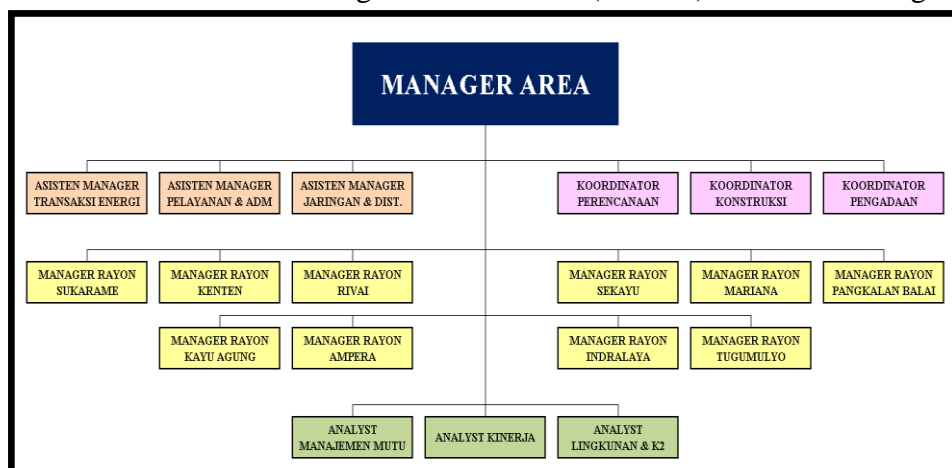 MANAGER AREA
ASISTEN MANAGER
TRANSAKSI ENERGI
ASISTEN MANAGER
PELAYANAN & ADM
ASISTEN MANAGER
JARINGAN & DIST.
KOORDINATOR
PERENCANAAN
KOORDINATOR
KONSTRUKSI
KOORDINATOR
PENGADAAN
MANAGER RAYON
SUKARAME
MANAGER RAYON
KENTEN
MANAGER RAYON
RIVAI
MANAGER RAYON
SEKAYU
MANAGER RAYON
MARIANA
MANAGER RAYON
PANGKALAN BALAI
MANAGER RAYON
KAYU AGUNG
MANAGER RAYON
AMPERA
MANAGER RAYON
INDRALAYA
MANAGER RAYON
TUGUMULYO
ANALYST
MANAJEMEN MUTU
ANALYST KINERJA
ANALYST
LINGKUNAN & K2